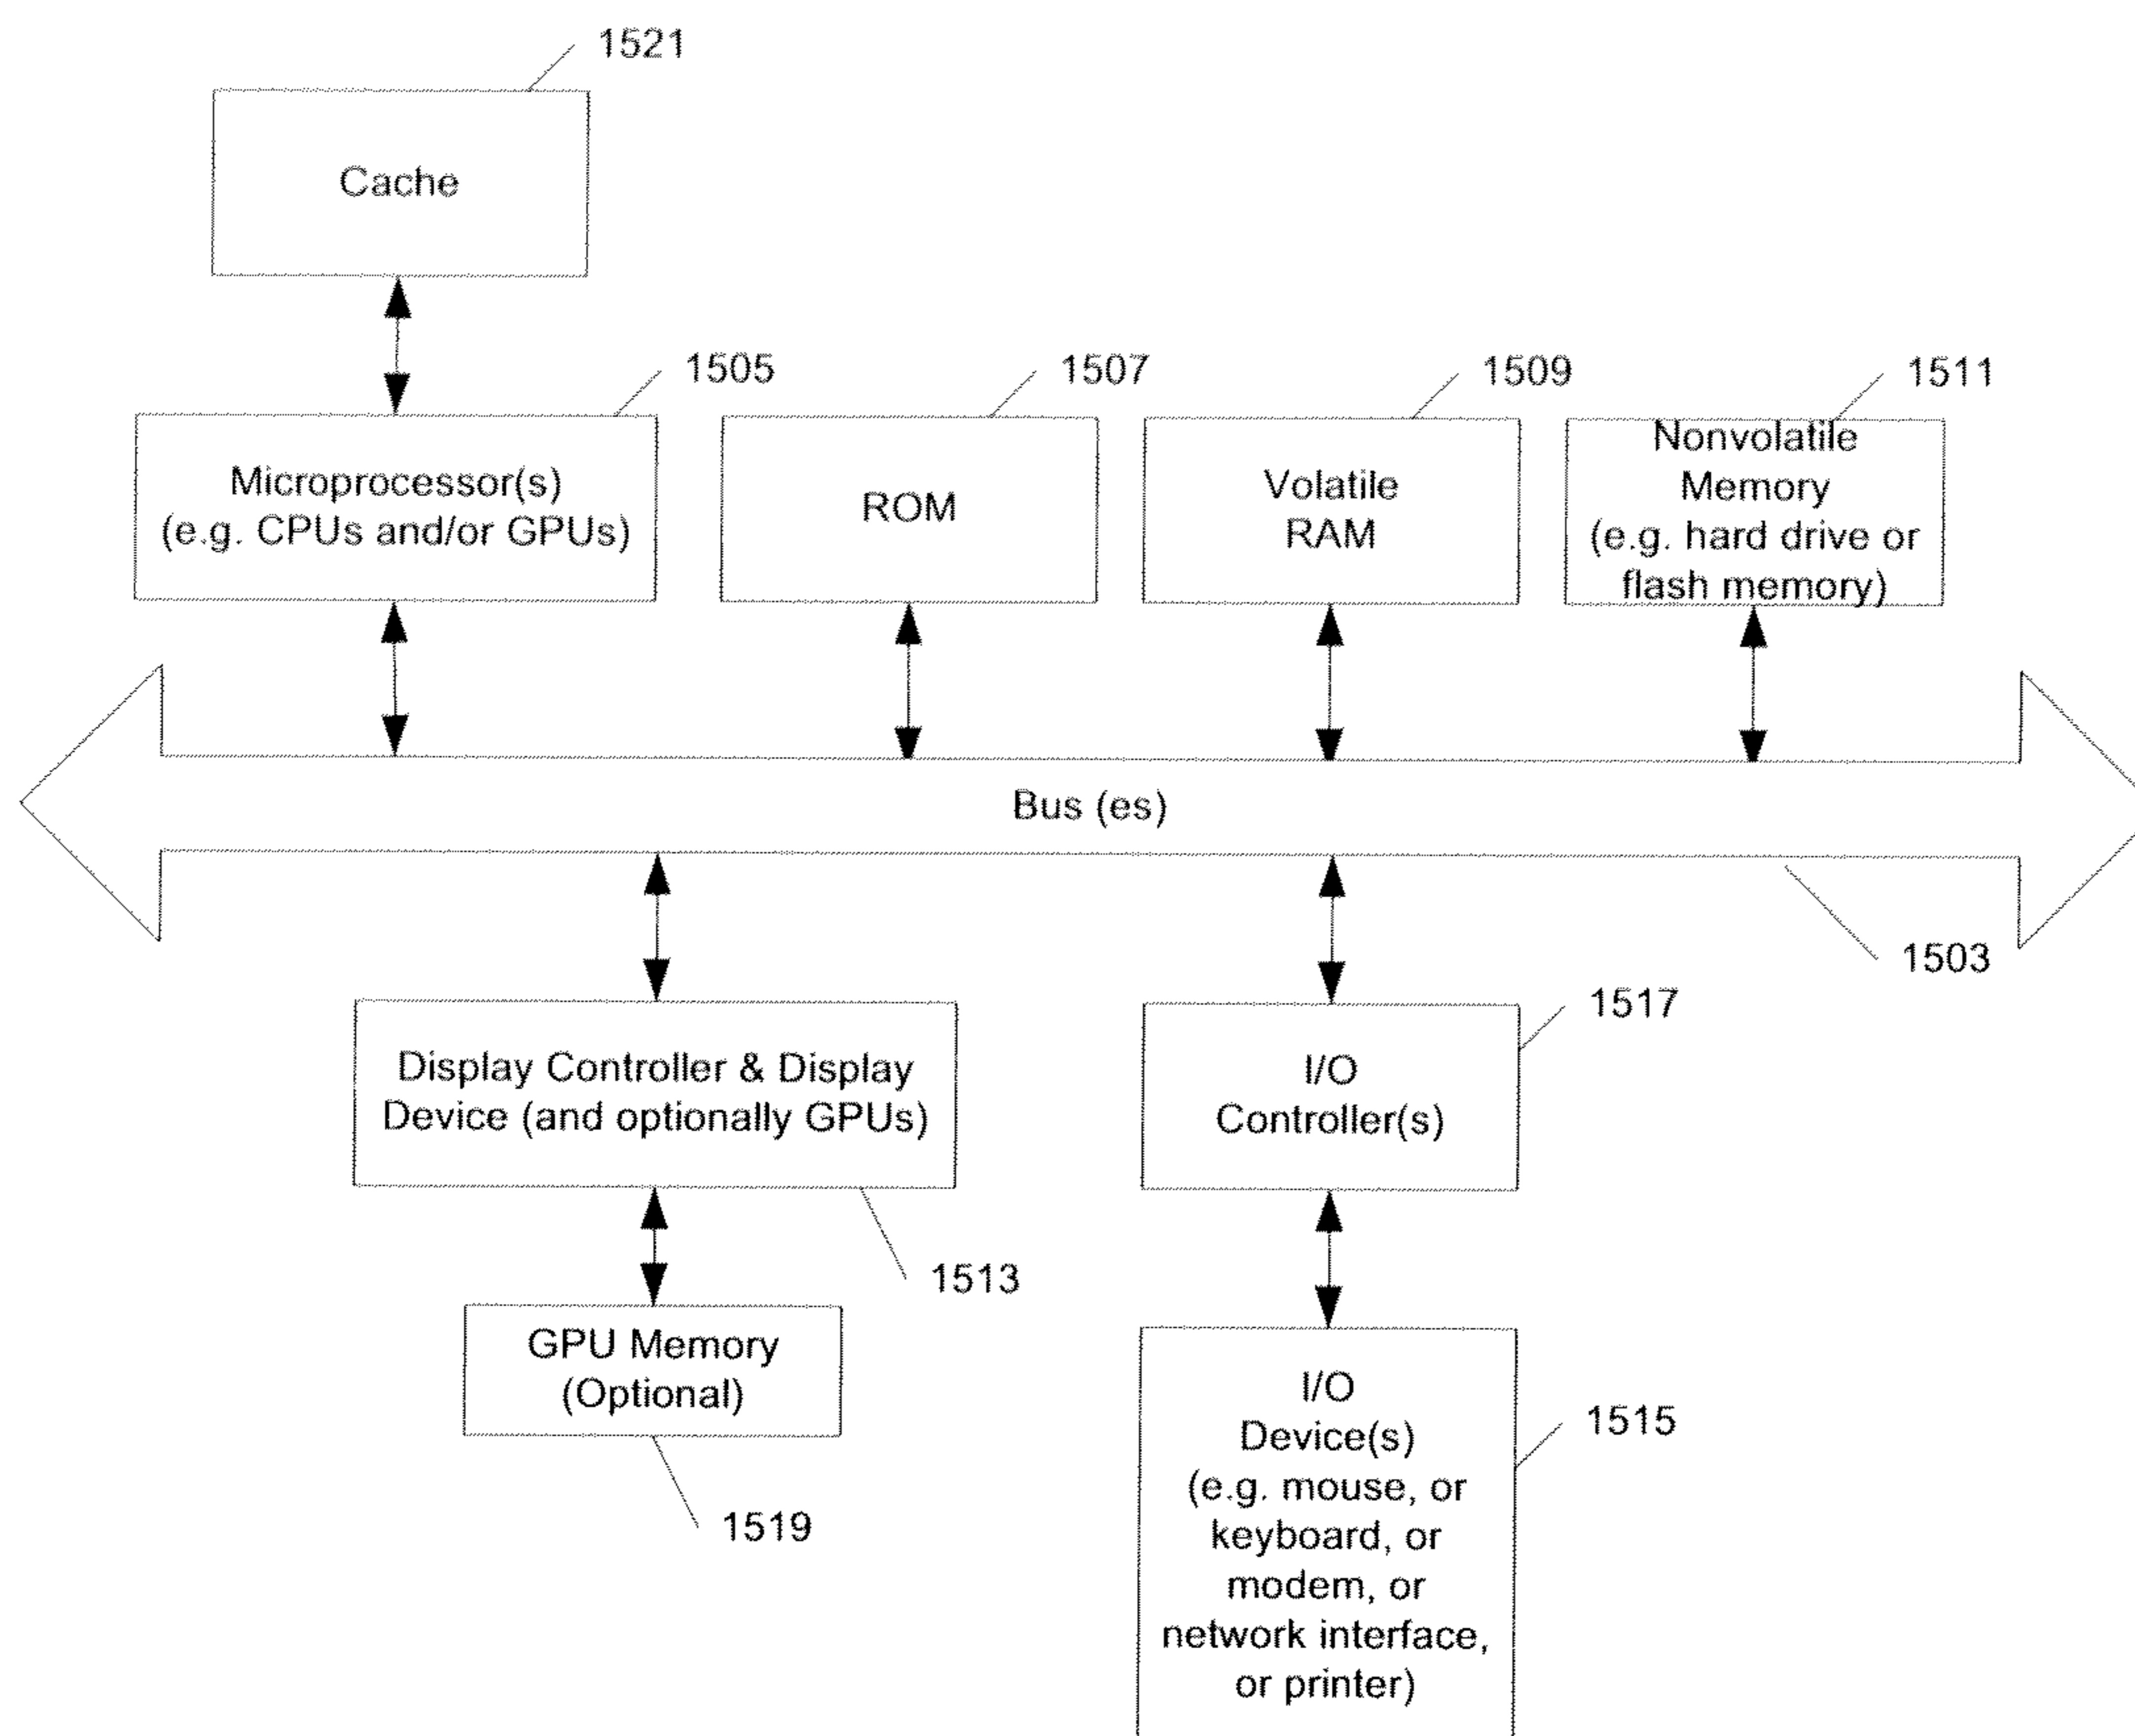 1521
Cache
1505
1507
1509
1511
Microprocessor(s)
(e.g. CPUs and/or GPUs)
ROM
Volatile
RAM
Nonvolatile
Memory
(e.g. hard drive or
flash memory)
Bus (es)
1503
Display Controller & Display
Device (and optionally GPUs)
1513
I/O
Controller(s)
1517
GPU Memory
(Optional)
1519
I/O
Device(s)
(e.g. mouse, or
keyboard, or
modem, or
network interface,
or printer)
1515